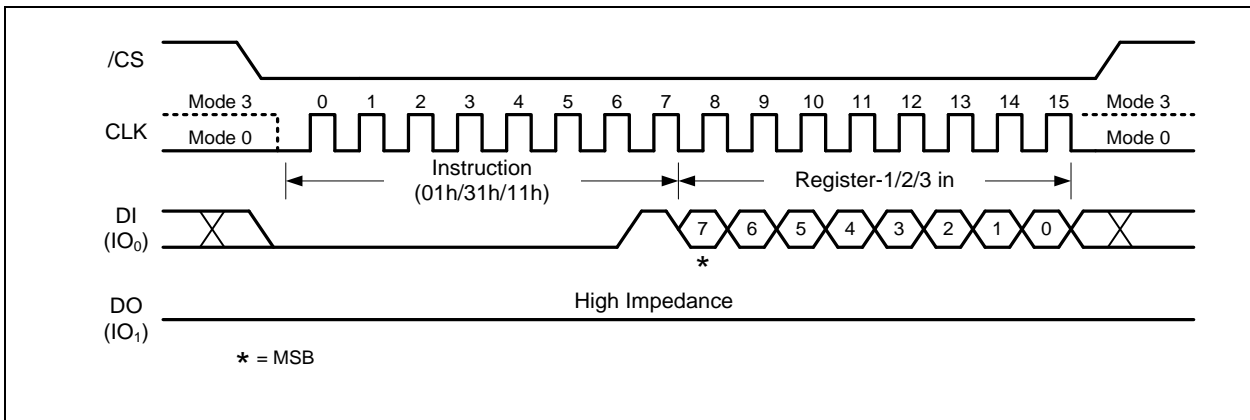 /CS
Mode 3 0 1 2 3 4 5 6 7 8 9 10 11 12 13 14 15 Mode 3
CLK
Mode 0 Mode 0
Instruction
(01h/31h/11h)
Register-1/2/3 in
DI
(IO₀)
7 6 5 4 3 2 1 0
*
High Impedance
DO
(IO₁)
* = MSB